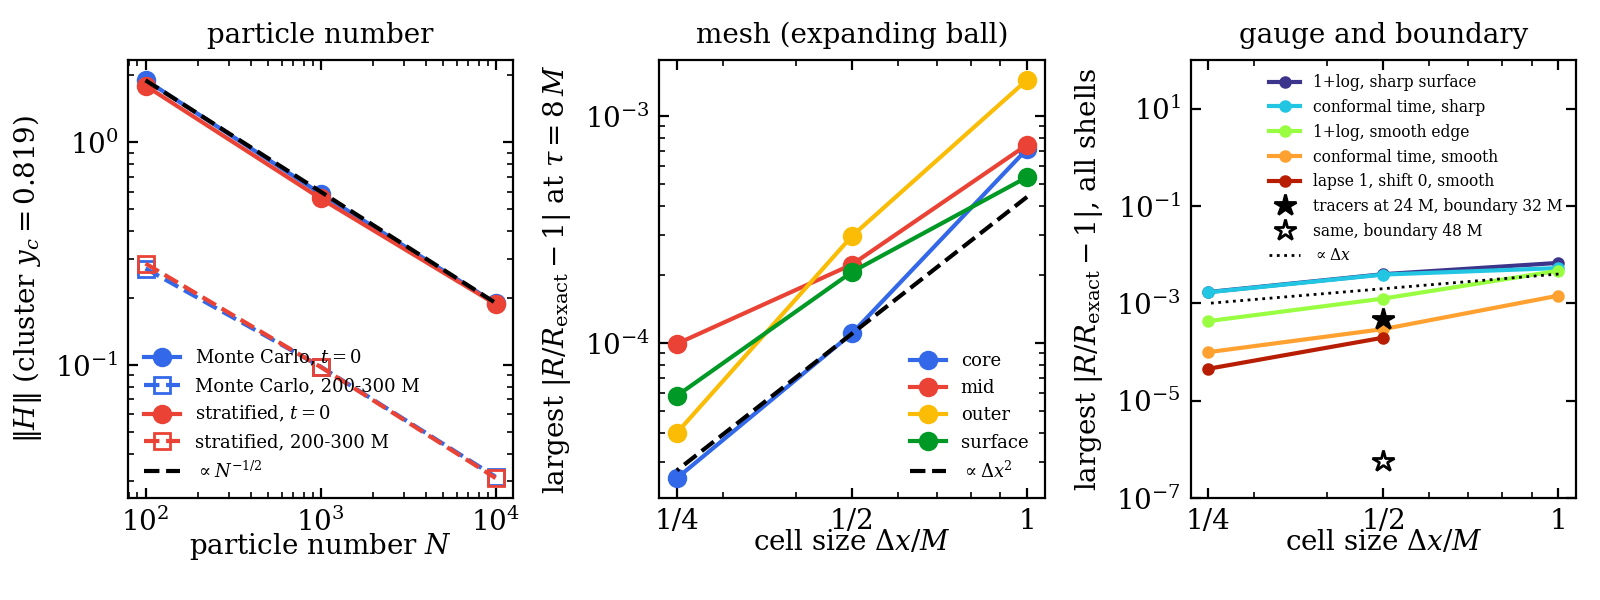 particle number
‖H‖ (cluster y_c = 0.819)
10^0
10^−1
Monte Carlo, t = 0
Monte Carlo, 200-300 M
stratified, t = 0
stratified, 200-300 M
∝ N^−1/2
10^2
10^3
10^4
particle number N
mesh (expanding ball)
largest |R/R_exact − 1| at τ = 8 M
10^−3
10^−4
core
mid
outer
surface
∝ Δx^2
1/4
1/2
1
cell size Δx/M
gauge and boundary
largest |R/R_exact − 1|, all shells
10^1
10^−1
10^−3
10^−5
10^−7
1+log, sharp surface
conformal time, sharp
1+log, smooth edge
conformal time, smooth
lapse 1, shift 0, smooth
tracers at 24 M, boundary 32 M
same, boundary 48 M
∝ Δx
1/4
1/2
1
cell size Δx/M